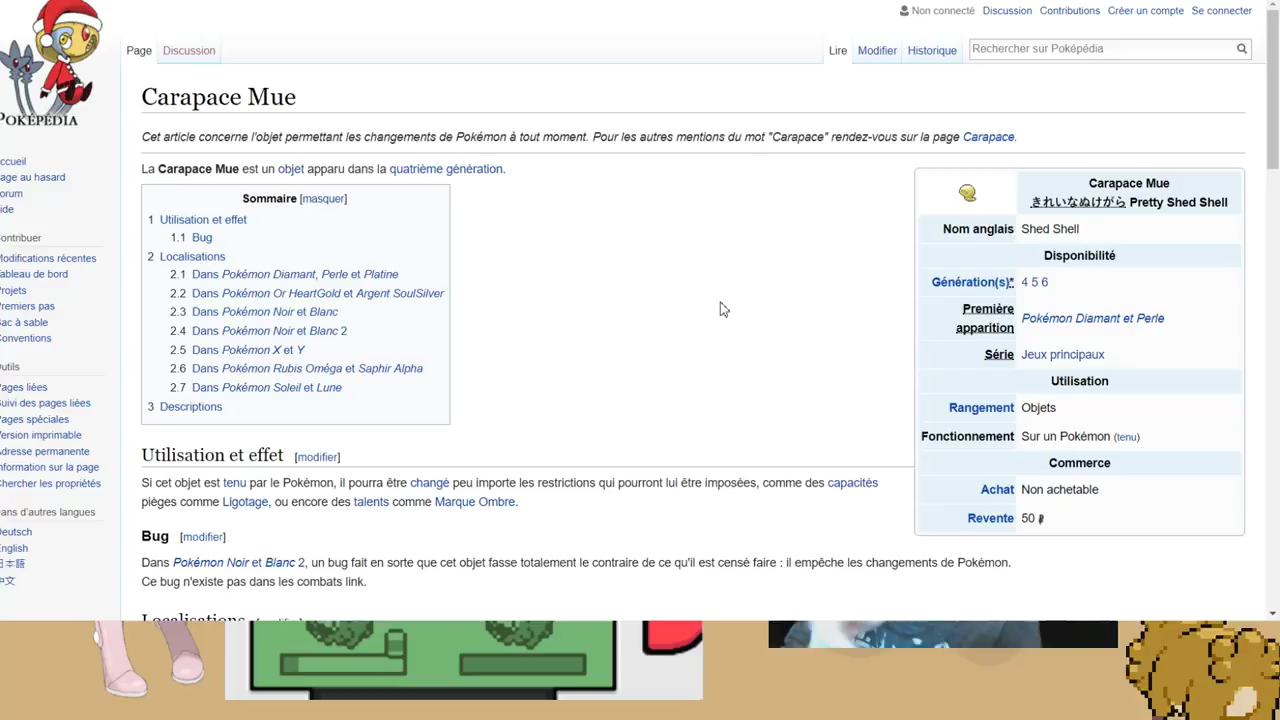 Non connecté Discussion Contributions Créer un compte Se connecter
Page Discussion Lire Modifier Historique Rechercher sur Poképédia
POKÉPÉDIA
Carapace Mue
Cet article concerne l'objet permettant les changements de Pokémon à tout moment. Pour les autres mentions du mot "Carapace" rendez-vous sur la page Carapace.
La Carapace Mue est un objet apparu dans la quatrième génération.
Sommaire [masquer]
1 Utilisation et effet
1.1 Bug
2 Localisations
2.1 Dans Pokémon Diamant, Perle et Platine
2.2 Dans Pokémon Or HeartGold et Argent SoulSilver
2.3 Dans Pokémon Noir et Blanc
2.4 Dans Pokémon Noir et Blanc 2
2.5 Dans Pokémon X et Y
2.6 Dans Pokémon Rubis Oméga et Saphir Alpha
2.7 Dans Pokémon Soleil et Lune
3 Descriptions
Utilisation et effet [modifier]
Si cet objet est tenu par le Pokémon, il pourra être changé peu importe les restrictions qui pourront lui être imposées, comme des capacités
pièges comme Ligotage, ou encore des talents comme Marque Ombre.
Bug [modifier]
Dans Pokémon Noir et Blanc 2, un bug fait en sorte que cet objet fasse totalement le contraire de ce qu'il est censé faire : il empêche les changements de Pokémon.
Ce bug n'existe pas dans les combats link.
Localisations
Carapace Mue
きれいなぬけがら Pretty Shed Shell
Nom anglais Shed Shell
Disponibilité
Génération(s)* 4 5 6
Première
apparition
Pokémon Diamant et Perle
Série Jeux principaux
Utilisation
Rangement Objets
Fonctionnement Sur un Pokémon (tenu)
Commerce
Achat Non achetable
Revente 50
ccueil
age au hasard
orum
ide
ontribuer
odifications récentes
ableau de bord
rojets
remiers pas
ac à sable
onventions
utils
ages liées
uivi des pages liées
ages spéciales
ersion imprimable
dresse permanente
nformation sur la page
hercher les propriétés
ans d'autres langues
eutsch
nglish
日本語
中文